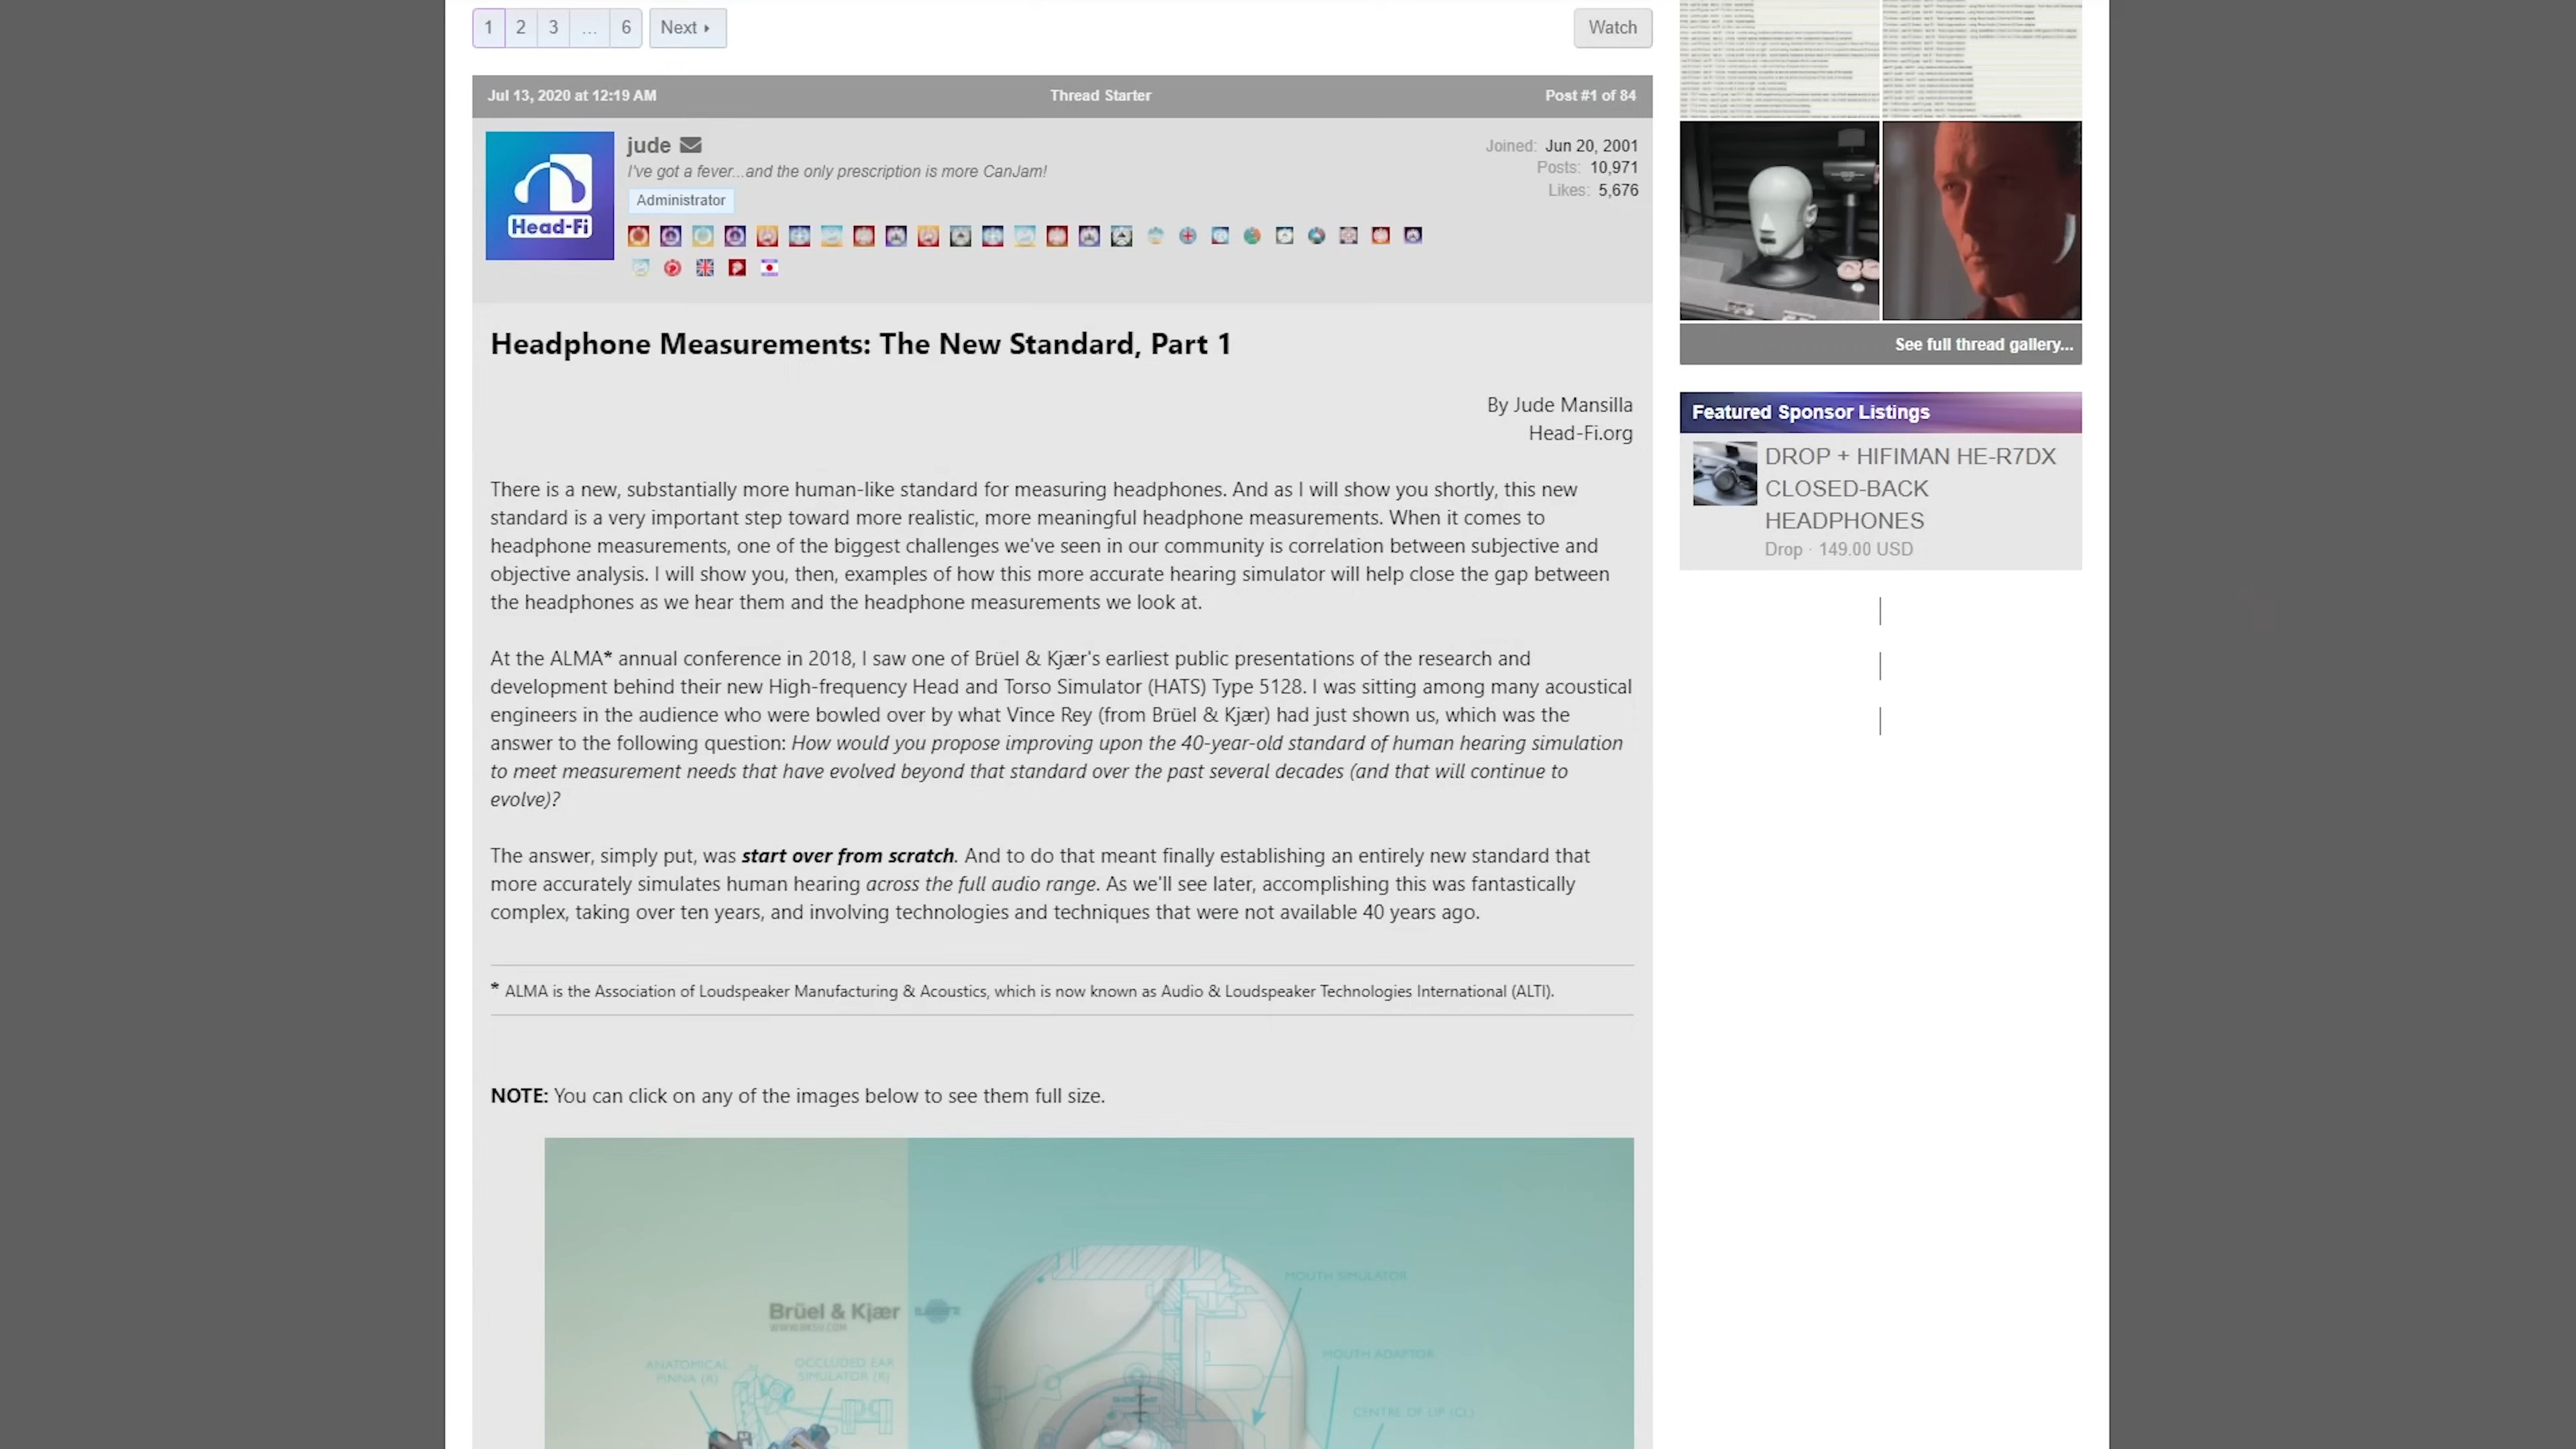 1 2 3 ... 6 Next
Watch
Jul 13, 2020 at 12:19 AM
Thread Starter
Post #1 of 84
Head-Fi
jude
I've got a fever...and the only prescription is more CanJam!
Administrator
Joined: Jun 20, 2001
Posts: 10,971
Likes: 5,676
Headphone Measurements: The New Standard, Part 1
By Jude Mansilla
Head-Fi.org
There is a new, substantially more human-like standard for measuring headphones. And as I will show you shortly, this new
standard is a very important step toward more realistic, more meaningful headphone measurements. When it comes to
headphone measurements, one of the biggest challenges we've seen in our community is correlation between subjective and
objective analysis. I will show you, then, examples of how this more accurate hearing simulator will help close the gap between
the headphones as we hear them and the headphone measurements we look at.
At the ALMA* annual conference in 2018, I saw one of Brüel & Kjær's earliest public presentations of the research and
development behind their new High-frequency Head and Torso Simulator (HATS) Type 5128. I was sitting among many acoustical
engineers in the audience who were bowled over by what Vince Rey (from Brüel & Kjær) had just shown us, which was the
answer to the following question: How would you propose improving upon the 40-year-old standard of human hearing simulation
to meet measurement needs that have evolved beyond that standard over the past several decades (and that will continue to
evolve)?
The answer, simply put, was start over from scratch. And to do that meant finally establishing an entirely new standard that
more accurately simulates human hearing across the full audio range. As we'll see later, accomplishing this was fantastically
complex, taking over ten years, and involving technologies and techniques that were not available 40 years ago.
* ALMA is the Association of Loudspeaker Manufacturing & Acoustics, which is now known as Audio & Loudspeaker Technologies International (ALTI).
NOTE: You can click on any of the images below to see them full size.
Brüel & Kjær
WWW.BKSV.COM
ANATOMICAL
PINNA (R)
OCCLUDED EAR
SIMULATOR (R)
MOUTH SIMULATOR
MOUTH ADAPTOR
CENTRE OF LIP (CL)
See full thread gallery...
Featured Sponsor Listings
DROP + HIFIMAN HE-R7DX
CLOSED-BACK
HEADPHONES
Drop · 149.00 USD